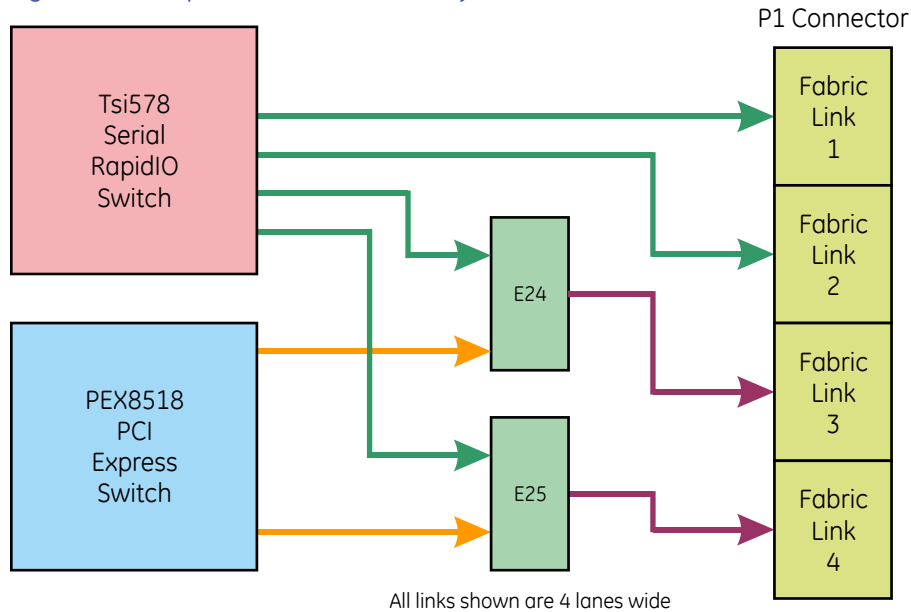 P1 Connector
Tsi578
Serial
RapidIO
Switch
PEX8518
PCI
Express
Switch
E24
E25
Fabric
Link
1
Fabric
Link
2
Fabric
Link
3
Fabric
Link
4
All links shown are 4 lanes wide